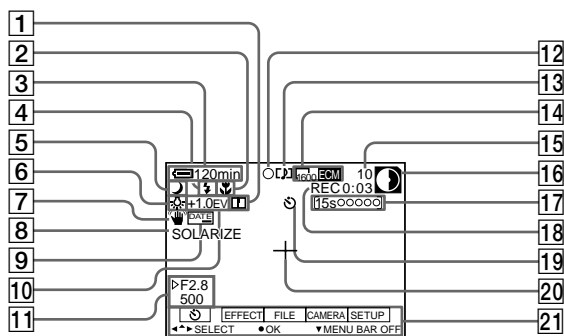 1
2
3
4
5
6
7
8
9
10
11
12
13
14
15
16
17
18
19
20
21
120min
1600 ECM 10
REC 0:03
15s
+1.0EV
DATE
SOLARIZE
F2.8
500
EFFECT FILE CAMERA SETUP
SELECT OK MENU BAR OFF